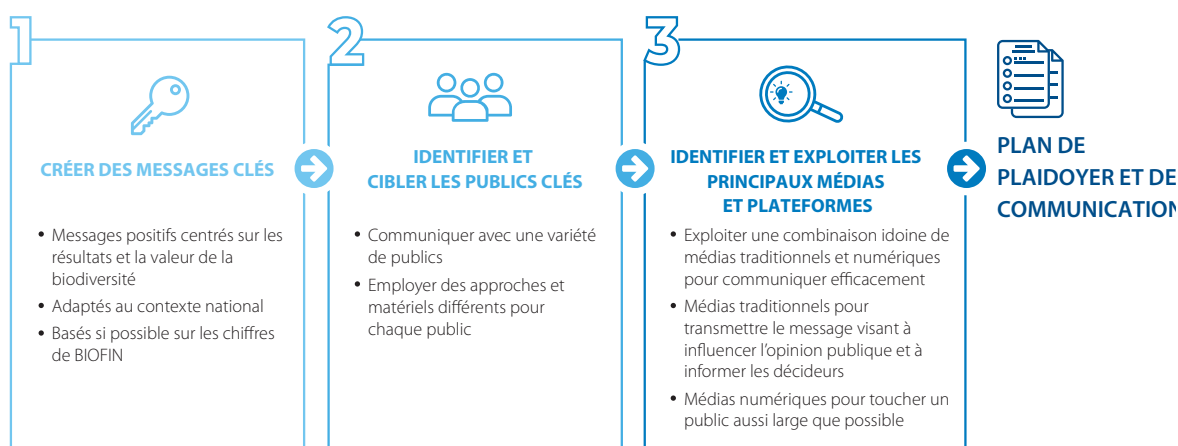 1
CRÉER DES MESSAGES CLÉS
• Messages positifs centrés sur les
résultats et la valeur de la
biodiversité
• Adaptés au contexte national
• Basés si possible sur les chiffres
de BIOFIN
2
IDENTIFIER ET
CIBLER LES PUBLICS CLÉS
• Communiquer avec une variété
de publics
• Employer des approches et
matériels différents pour
chaque public
3
IDENTIFIER ET EXPLOITER LES
PRINCIPAUX MÉDIAS
ET PLATEFORMES
• Exploiter une combinaison idoine de
médias traditionnels et numériques
pour communiquer efficacement
• Médias traditionnels pour
transmettre le message visant à
influencer l’opinion publique et à
informer les décideurs
• Médias numériques pour toucher un
public aussi large que possible
PLAN DE
PLAIDOYER ET DE
COMMUNICATION